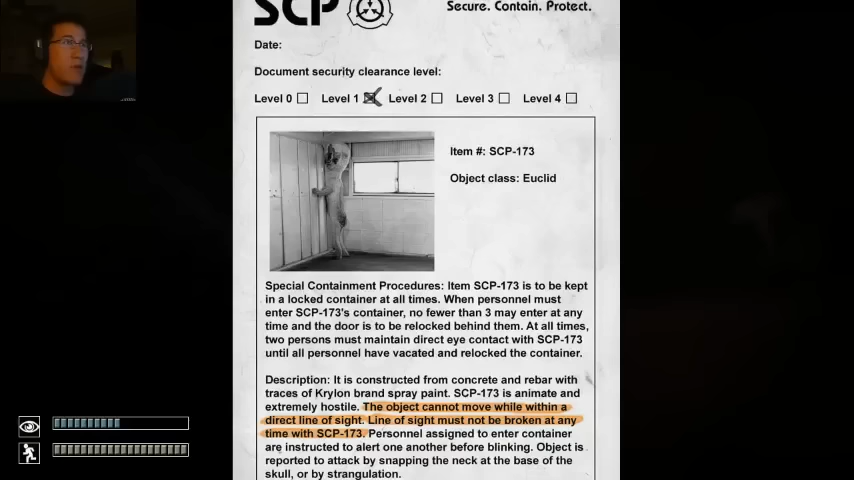 SCP
Secure. Contain. Protect.
Date:
Document security clearance level:
Level 0 Level 1 Level 2 Level 3 Level 4
Item #: SCP-173
Object class: Euclid
Special Containment Procedures: Item SCP-173 is to be kept
in a locked container at all times. When personnel must
enter SCP-173's container, no fewer than 3 may enter at any
time and the door is to be relocked behind them. At all times,
two persons must maintain direct eye contact with SCP-173
until all personnel have vacated and relocked the container.
Description: It is constructed from concrete and rebar with
traces of Krylon brand spray paint. SCP-173 is animate and
extremely hostile. The object cannot move while within a
direct line of sight. Line of sight must not be broken at any
time with SCP-173. Personnel assigned to enter container
are instructed to alert one another before blinking. Object is
reported to attack by snapping the neck at the base of the
skull, or by strangulation.